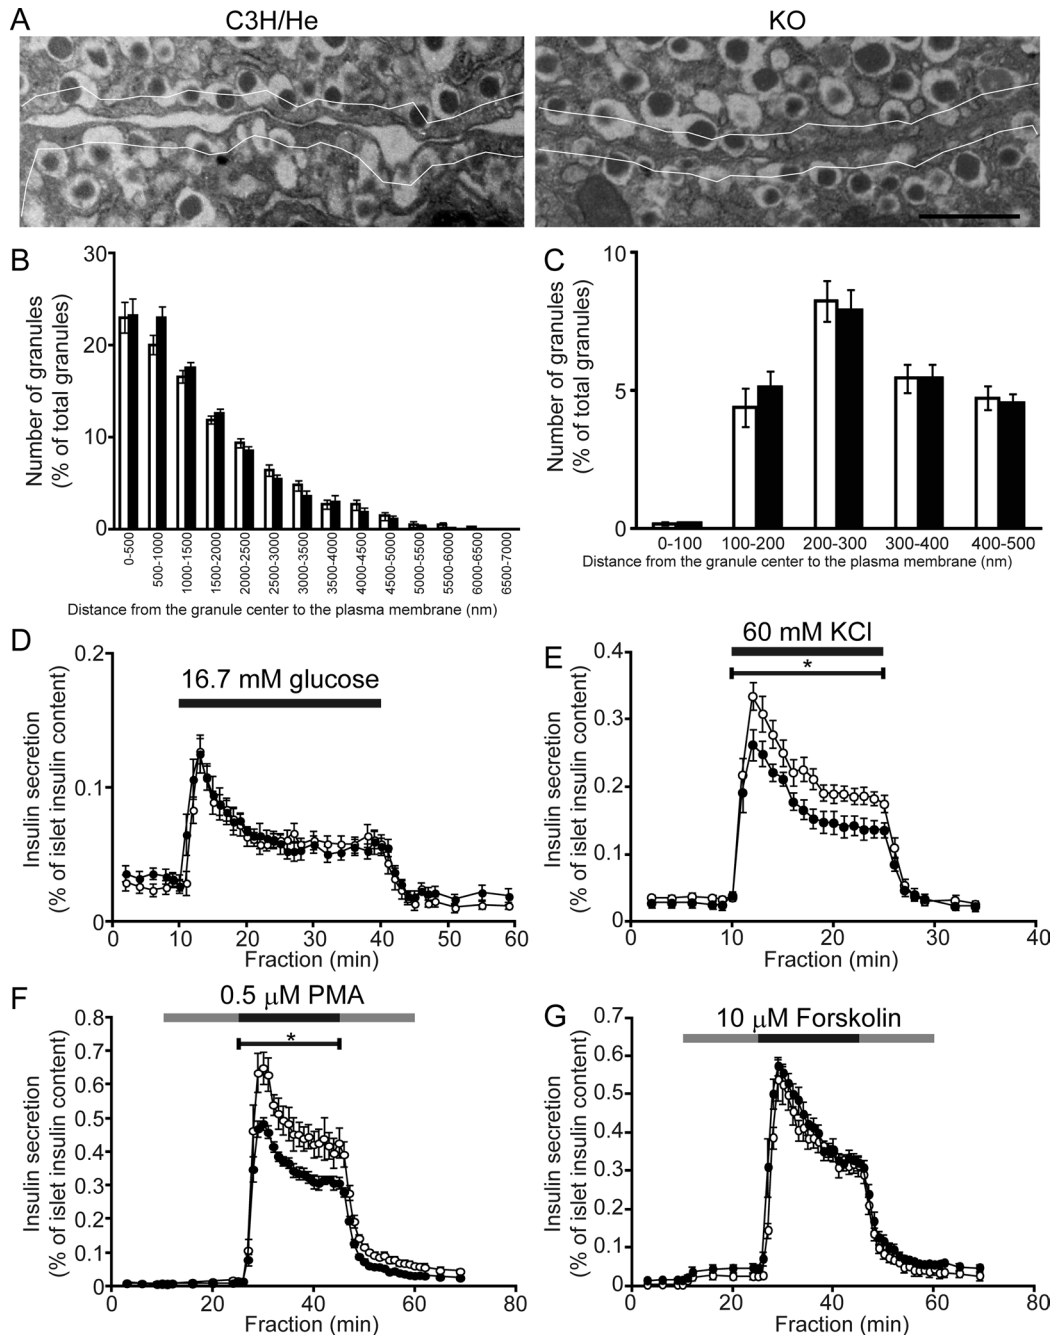 A
C3H/He
KO
B
Number of granules
(% of total granules)
30
20
10
0
0-500
500-1000
1000-1500
1500-2000
2000-2500
2500-3000
3000-3500
3500-4000
4000-4500
4500-5000
5000-5500
5500-6000
6000-6500
6500-7000
Distance from the granule center to the plasma membrane (nm)
C
Number of granules
(% of total granules)
10
5
0
0-100 100-200 200-300 300-400 400-500
Distance from the granule center to the plasma membrane (nm)
D
16.7 mM glucose
Insulin secretion
(% of islet insulin content)
0.2
0.1
0
0 10 20 30 40 50 60
Fraction (min)
E
60 mM KCl
*
Insulin secretion
(% of islet insulin content)
0.4
0.3
0.2
0.1
0
0 10 20 30 40
Fraction (min)
F
0.5 μM PMA
*
Insulin secretion
(% of islet insulin content)
0.8
0.7
0.6
0.5
0.4
0.3
0.2
0.1
0
0 20 40 60 80
Fraction (min)
G
10 μM Forskolin
Insulin secretion
(% of islet insulin content)
0.7
0.6
0.5
0.4
0.3
0.2
0.1
0
0 20 40 60 80
Fraction (min)